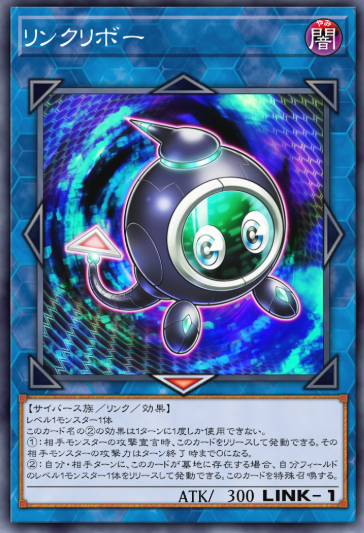 リンクリボー
やみ
闇
【サイバース族／リンク／効果】
レベル1モンスター1体
このカード名の②の効果は1ターンに1度しか使用できない。
①：相手モンスターの攻撃宣言時、このカードをリリースして発動できる。その
相手モンスターの攻撃力はターン終了時まで0になる。
②：自分・相手ターンに、このカードが墓地に存在する場合、自分フィールド
のレベル1モンスター1体をリリースして発動できる。このカードを特殊召喚する。
ATK/ 300 LINK-1